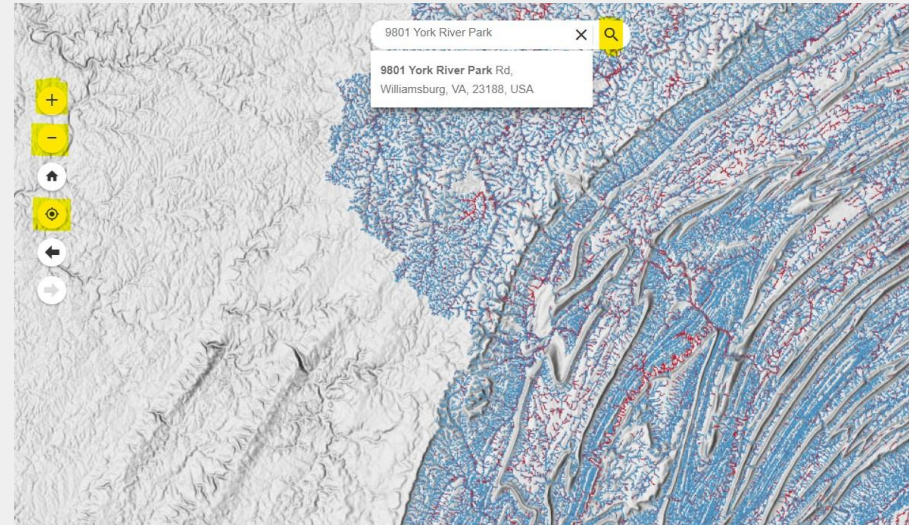 9801 York River Park
9801 York River Park Rd,
Williamsburg, VA, 23188, USA